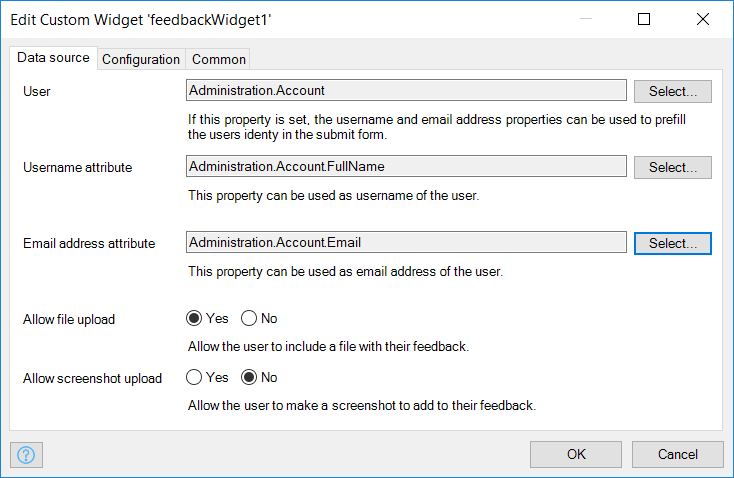 Edit Custom Widget 'feedbackWidget1'
Data source Configuration Common
User Administration.Account Select...
If this property is set, the username and email address properties can be used to prefill
the users identy in the submit form.
Username attribute Administration.Account.FullName Select...
This property can be used as username of the user.
Email address attribute Administration.Account.Email Select...
This property can be used as email address of the user.
Allow file upload Yes No
Allow the user to include a file with their feedback.
Allow screenshot upload Yes No
Allow the user to make a screenshot to add to their feedback.
? OK Cancel